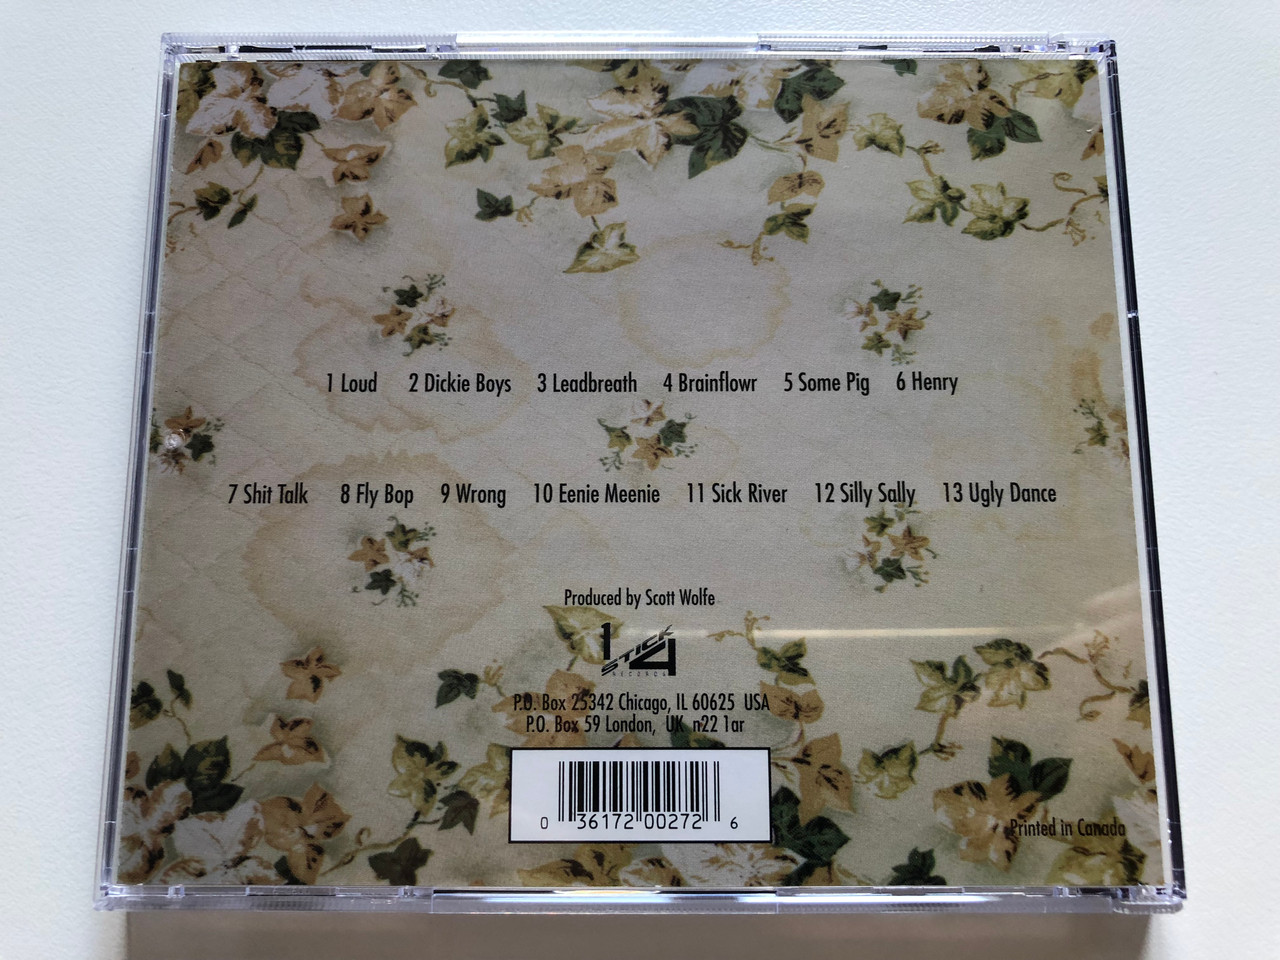 1 Loud 2 Dickie Boys 3 Leadbreath 4 Brainflowr 5 Some Pig 6 Henry
7 Shit Talk 8 Fly Bop 9 Wrong 10 Eenie Meenie 11 Sick River 12 Silly Sally 13 Ugly Dance
Produced by Scott Wolfe
1/4 STICK
RECORDS
P.O. Box 25342 Chicago, IL 60625 USA
P.O. Box 59 London, UK n22 1ar
0 36172 00272 6
Printed in Canada